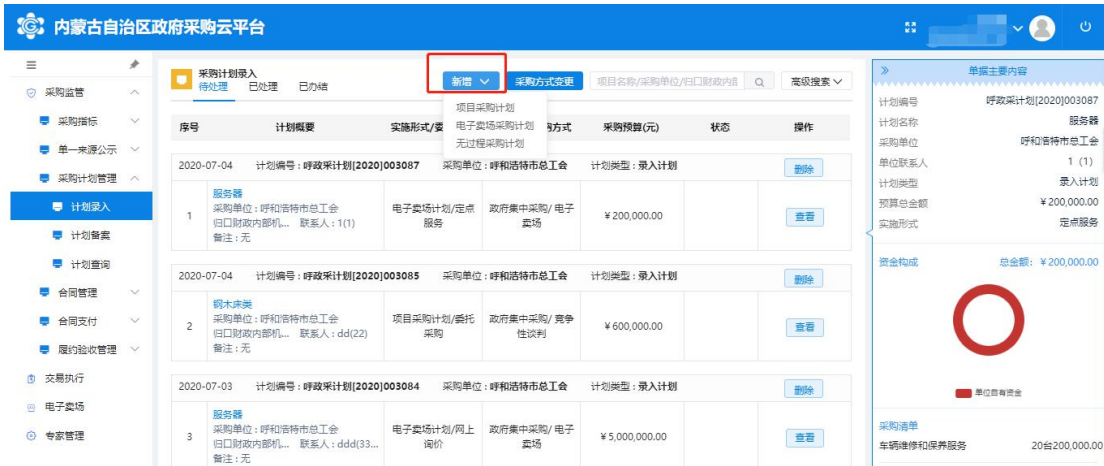 内蒙古自治区政府采购云平台
采购监管
采购指标
单一来源公示
采购计划管理
计划录入
计划备案
计划查询
合同管理
合同支付
履约验收管理
交易执行
电子卖场
专家管理
采购计划录入
待处理 已处理 已办结
新增 采购方式变更 项目名称/采购单位/归口财政内部 高级搜索
项目采购计划
电子卖场采购计划
无过程采购计划
序号 计划概要 实施形式/委 购方式 采购预算(元) 状态 操作
2020-07-04 计划编号：呼政采计划[2020]003087 采购单位：呼和浩特市总工会 计划类型：录入计划 删除
服务器
采购单位：呼和浩特市总工会
归口财政内部机... 联系人：1(1)
备注：无
1 电子卖场计划/定点服务 政府集中采购/ 电子卖场 ￥200,000.00 查看
2020-07-04 计划编号：呼政采计划[2020]003085 采购单位：呼和浩特市总工会 计划类型：录入计划 删除
钢木床类
采购单位：呼和浩特市总工会
归口财政内部机... 联系人：dd(22)
备注：无
2 项目采购计划/委托采购 政府集中采购/ 竞争性谈判 ￥600,000.00 查看
2020-07-03 计划编号：呼政采计划[2020]003084 采购单位：呼和浩特市总工会 计划类型：录入计划 删除
服务器
采购单位：呼和浩特市总工会
归口财政内部机... 联系人：ddd(33...
备注：无
3 电子卖场计划/网上询价 政府集中采购/ 电子卖场 ￥5,000,000.00 查看
单据主要内容
计划编号 呼政采计划[2020]003087
计划名称 服务器
采购单位 呼和浩特市总工会
单位联系人 1 (1)
计划类型 录入计划
预算总金额 ￥200,000.00
实施形式 定点服务
资金构成 总金额：￥200,000.00
单位自有资金
采购清单
车辆维修和保养服务 20台200,000.00